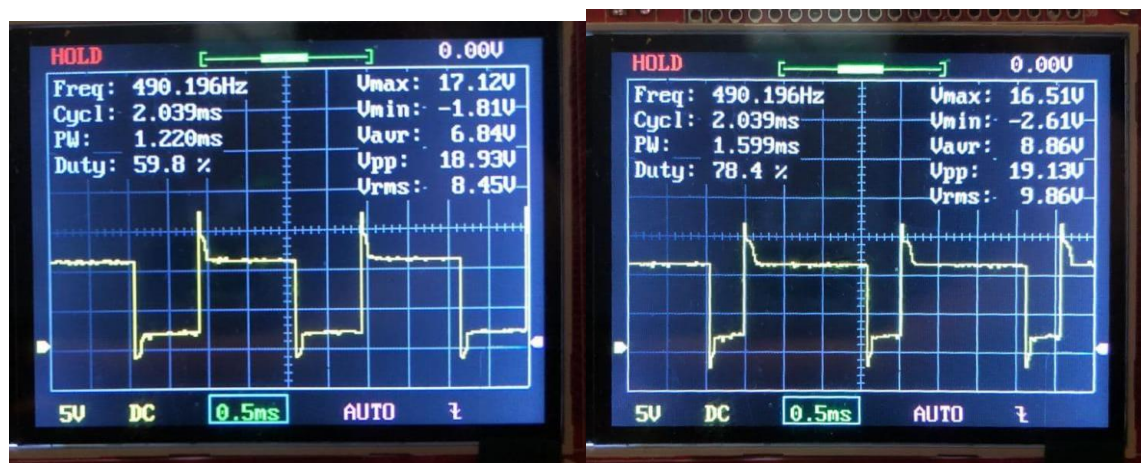 HOLD 0.00V
Freq: 490.196Hz Vmax: 17.12V
Cycl: 2.039ms Vmin: -1.81V
PW: 1.220ms Vavr: 6.84V
Duty: 59.8 % Vpp: 18.93V
Vrms: 8.45V
5V DC 0.5ms AUTO
HOLD 0.00V
Freq: 490.196Hz Vmax: 16.51V
Cycl: 2.039ms Vmin: -2.61V
PW: 1.599ms Vavr: 8.86V
Duty: 78.4 % Vpp: 19.13V
Vrms: 9.86V
5V DC 0.5ms AUTO